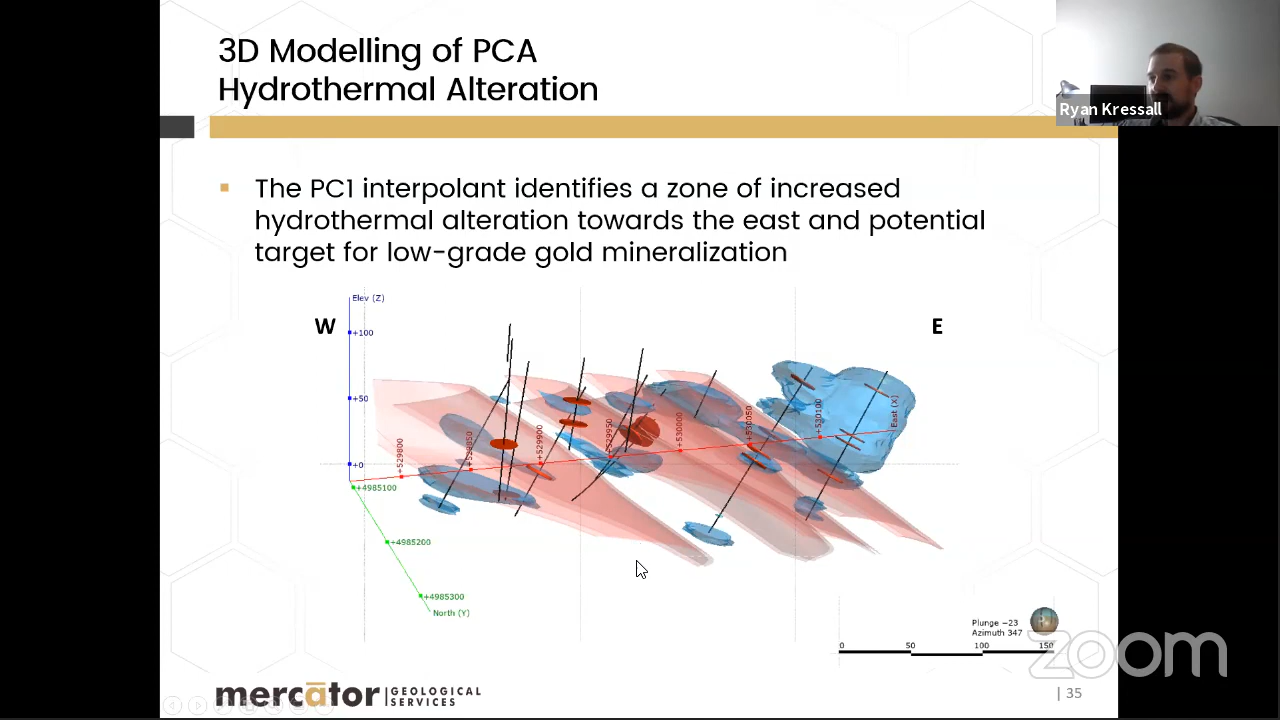 3D Modelling of PCA
Hydrothermal Alteration
Ryan Kressall
▪ The PC1 interpolant identifies a zone of increased
hydrothermal alteration towards the east and potential
target for low-grade gold mineralization
Elev (Z)
W
E
+100
+50
+0
+529800
+529850
+529900
+529950
+530000
+530050
+530100
East (X)
+4985100
+4985200
+4985300
North (Y)
Plunge −23
Azimuth 347
0 50 100 150
zoom
mercator GEOLOGICAL
SERVICES
| 35